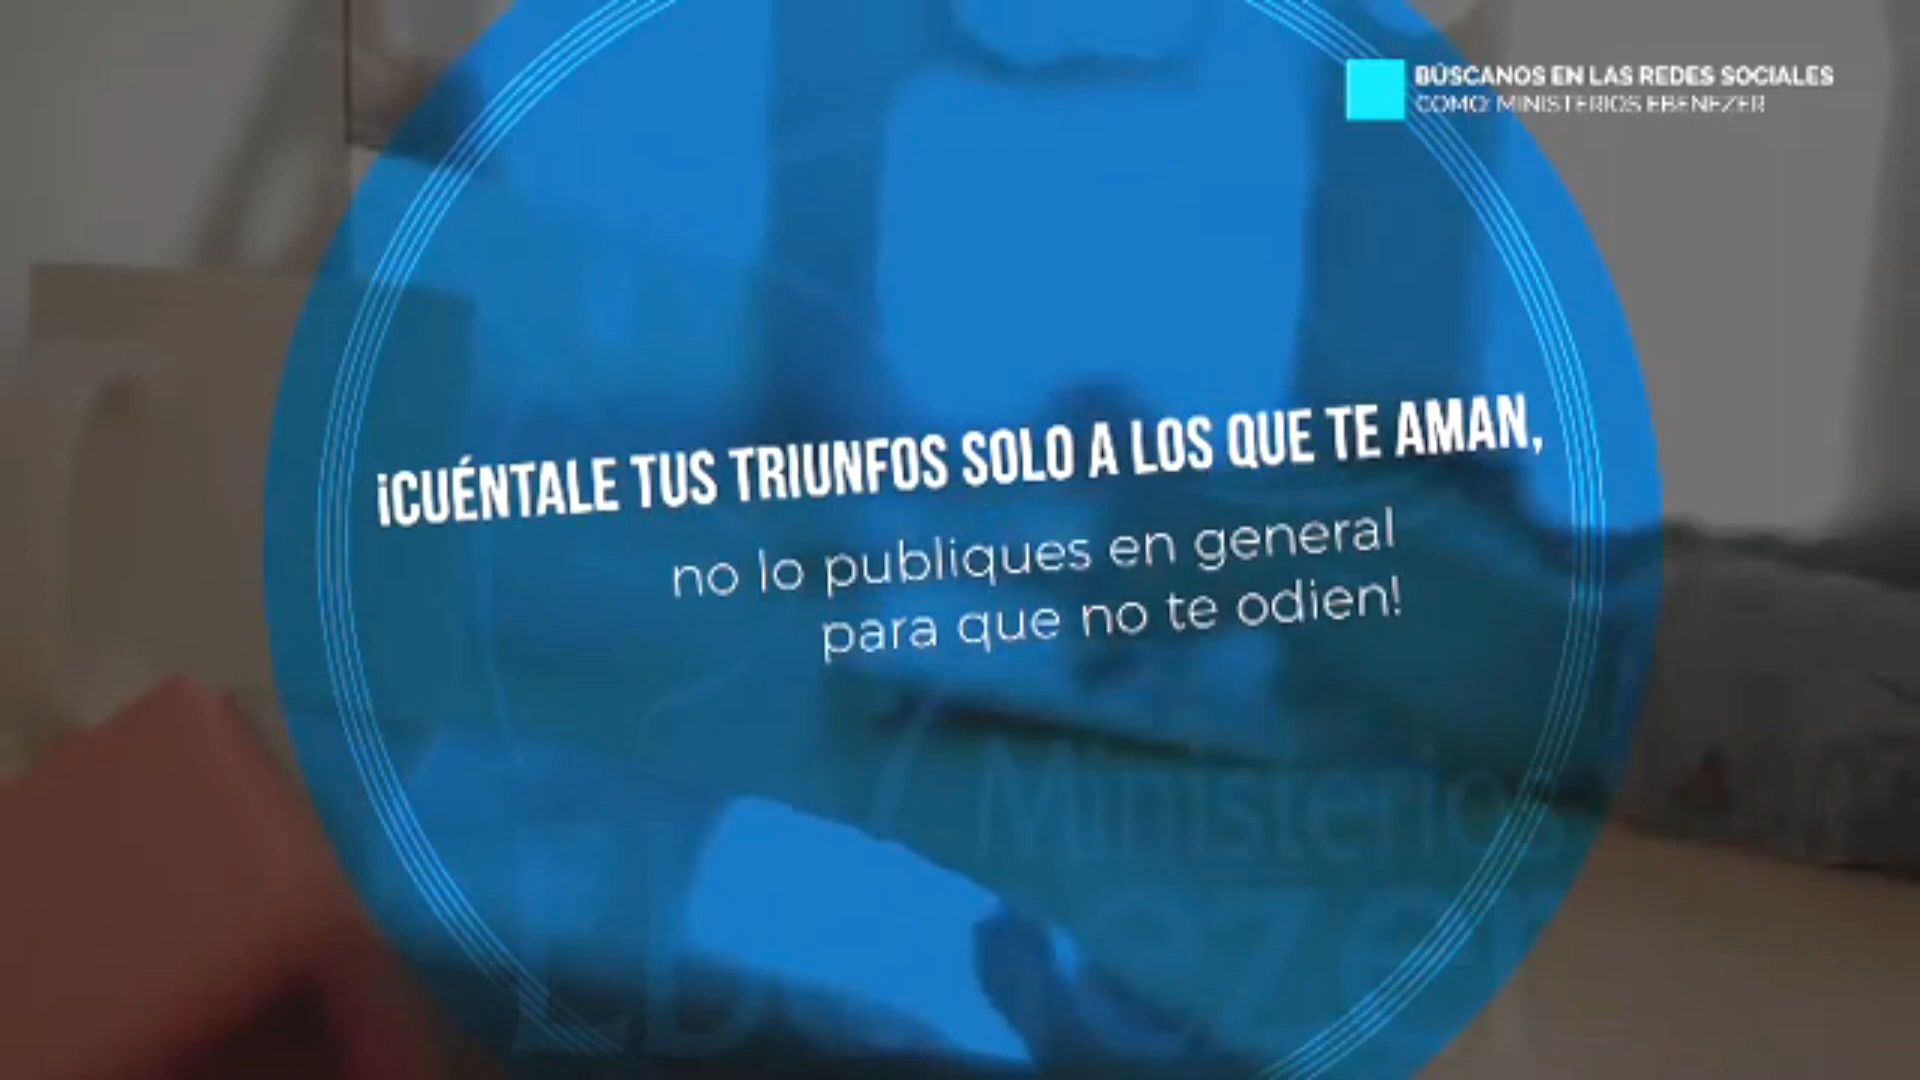 BÚSCANOS EN LAS REDES SOCIALES
COMO: MINISTERIOS EBENEZER
¡CUÉNTALE TUS TRIUNFOS SOLO A LOS QUE TE AMAN,
no lo publiques en general
para que no te odien!
Ministerios
Ebenezer